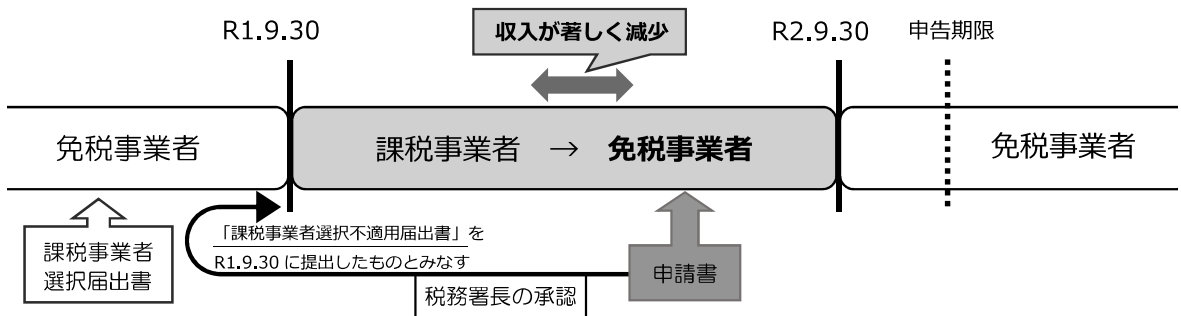 R1.9.30
収入が著しく減少
R2.9.30
申告期限
免税事業者
課税事業者 → 免税事業者
免税事業者
課税事業者
選択届出書
「課税事業者選択不適用届出書」を
R1.9.30 に提出したものとみなす
税務署長の承認
申請書